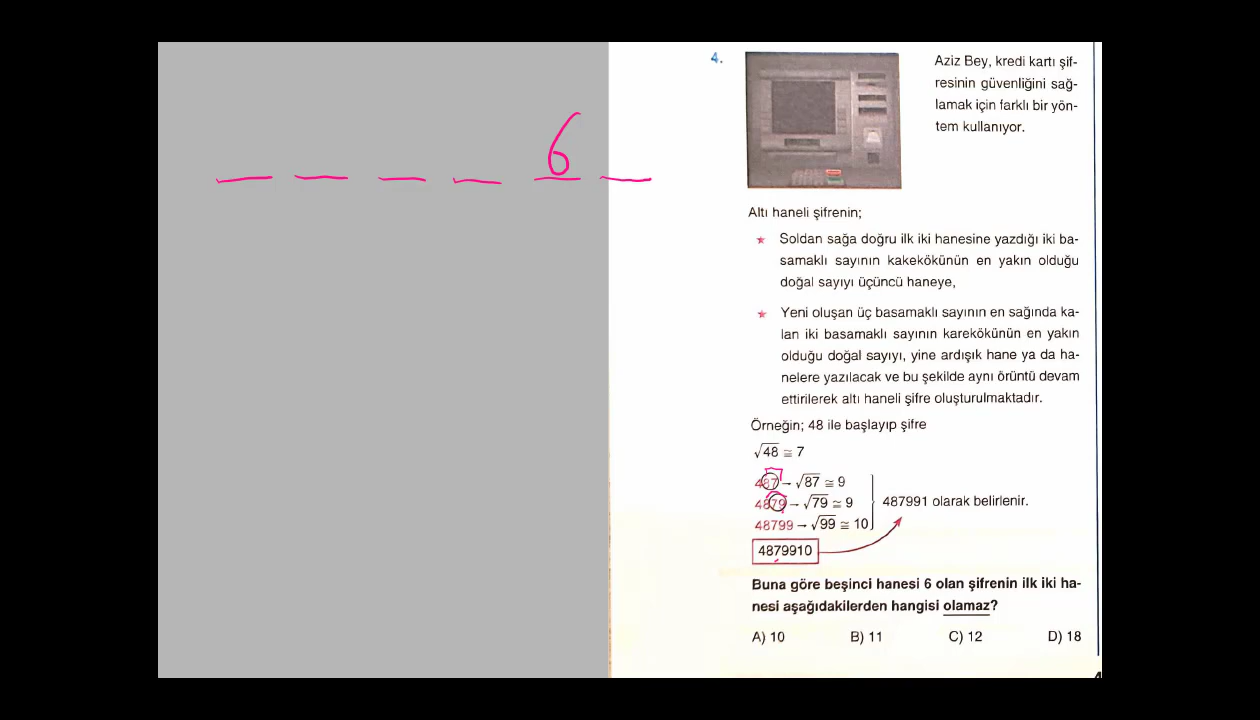 6
4.
Aziz Bey, kredi kartı şif-
resinin güvenliğini sağ-
lamak için farklı bir yön-
tem kullanıyor.
Altı haneli şifrenin;
★ Soldan sağa doğru ilk iki hanesine yazdığı iki ba-
samaklı sayının kakekökünün en yakın olduğu
doğal sayıyı üçüncü haneye,
★ Yeni oluşan üç basamaklı sayının en sağında ka-
lan iki basamaklı sayının karekökünün en yakın
olduğu doğal sayıyı, yine ardışık hane ya da ha-
nelere yazılacak ve bu şekilde aynı örüntü devam
ettirilerek altı haneli şifre oluşturulmaktadır.
Örneğin; 48 ile başlayıp şifre
√48 ≅ 7
487 – √87 ≅ 9
4879 – √79 ≅ 9
487991 olarak belirlenir.
48799 – √99 ≅ 10
4879910
Buna göre beşinci hanesi 6 olan şifrenin ilk iki ha-
nesi aşağıdakilerden hangisi olamaz?
A) 10 B) 11 C) 12 D) 18